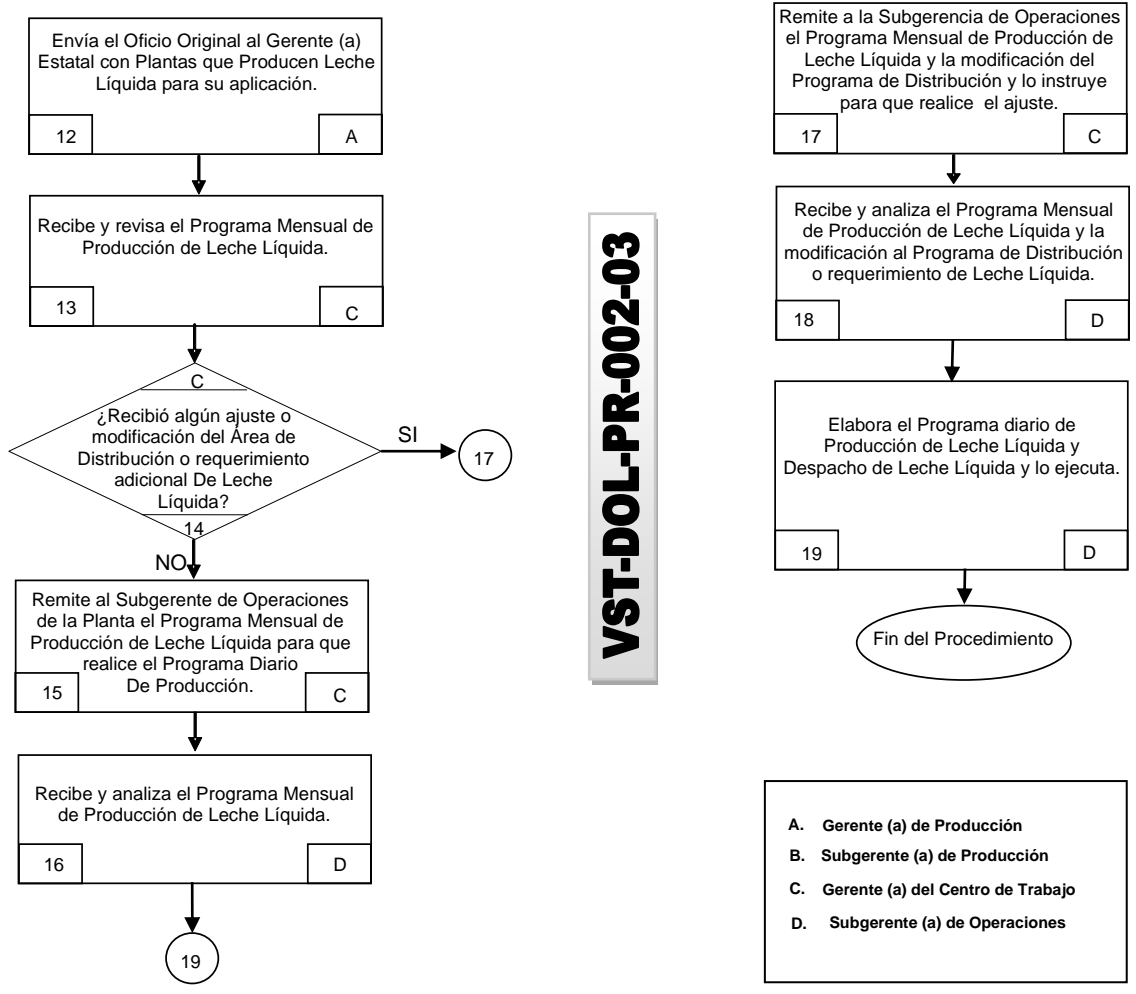 Envía el Oficio Original al Gerente (a)
Estatal con Plantas que Producen Leche
Líquida para su aplicación.
12
A
Recibe y revisa el Programa Mensual de
Producción de Leche Líquida.
13
C
C
¿Recibió algún ajuste o
modificación del Área de
Distribución o requerimiento
adicional De Leche
Líquida?
14
SI
17
NO
Remite al Subgerente de Operaciones
de la Planta el Programa Mensual de
Producción de Leche Líquida para que
realice el Programa Diario
De Producción.
15
C
Recibe y analiza el Programa Mensual
de Producción de Leche Líquida.
16
D
19
VST-DOL-PR-002-03
Remite a la Subgerencia de Operaciones
el Programa Mensual de Producción de
Leche Líquida y la modificación del
Programa de Distribución y lo instruye
para que realice el ajuste.
17
C
Recibe y analiza el Programa Mensual
de Producción de Leche Líquida y la
modificación al Programa de Distribución
o requerimiento de Leche Líquida.
18
D
Elabora el Programa diario de
Producción de Leche Líquida y
Despacho de Leche Líquida y lo ejecuta.
19
D
Fin del Procedimiento
A. Gerente (a) de Producción
B. Subgerente (a) de Producción
C. Gerente (a) del Centro de Trabajo
D. Subgerente (a) de Operaciones